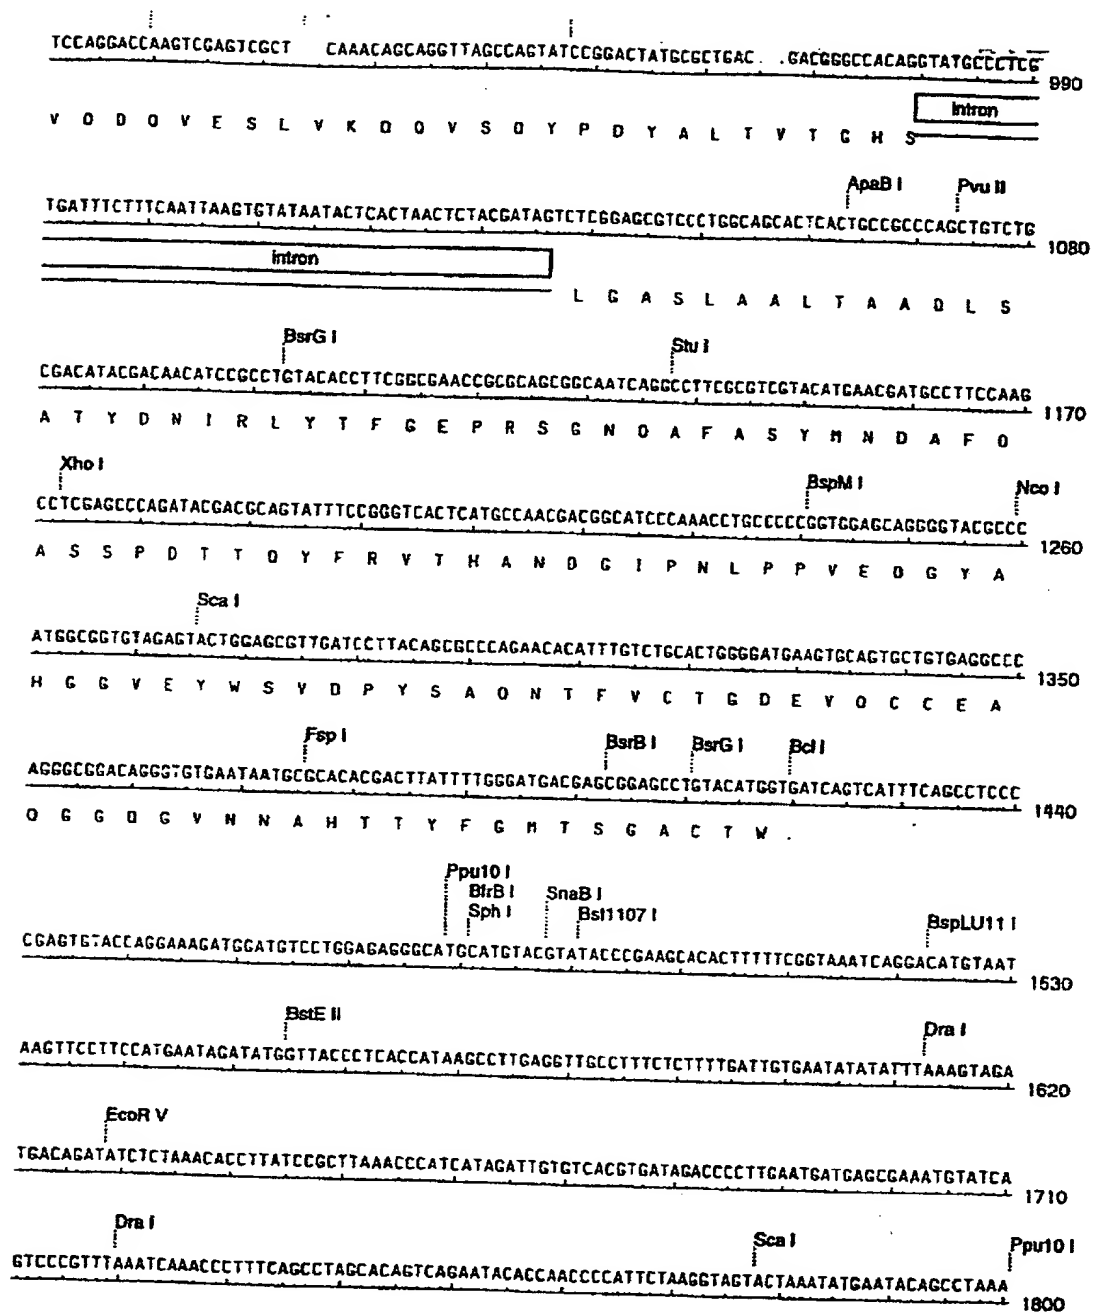 TCCAGGACCAAGTCGAGTCGCT CAAACAGCAGGTTAGCCAGTATCCGGACTATGCGCTGAC . .GACGGGCCACAGGTATGCCCTCG 990
Intron
V Q D Q V E S L V K Q Q V S Q Y P D Y A L T V T G H S
ApaB I Pvu II
TGATTTCTTTCAATTAAGTGTATAATACTCACTAACTCTACGATAGTCTCGGAGCGTCCCTGGCAGCACTCACTGCCGCCCAGCTGTCTG 1080
Intron
L G A S L A A L T A A Q L S
BsrG I Stu I
CGACATACGACAACATCCGCCTGTACACCTTCGGCGAACCGCGCAGCGGCAATCAGGCCTTCGCGTCGTACATGAACGATGCCTTCCAAG 1170
A T Y D N I R L Y T F G E P R S G N Q A F A S Y M N D A F Q
Xho I BspM I Nco I
CCTCGAGCCCAGATACGACGCAGTATTTCCGGGTCACTCATGCCAACGACGGCATCCCAAACCTGCCCCCGGTGGAGCAGGGGTACGCCC 1260
A S S P D T T Q Y F R V T H A N D G I P N L P P V E Q G Y A
Sca I
ATGGCGGTGTAGAGTACTGGAGCGTTGATCCTTACAGCGCCCAGAACACATTTGTCTGCACTGGGGATGAAGTGCAGTGCTGTGAGGCCC 1350
H G G V E Y W S V D P Y S A Q N T F V C T G D E V Q C C E A
Fsp I BsrB I BsrG I Bcl I
AGGGCGGACAGGGTGTGAATAATGCGCACACGACTTATTTTGGGATGACGAGCGGAGCCTGTACATGGTGATCAGTCATTTCAGCCTCCC 1440
Q G G Q G V N N A H T T Y F G M T S G A C T W .
Ppu10 I
BfrB I SnaB I
Sph I Bst1107 I BspLU11 I
CGAGTGTACCAGGAAAGATGGATGTCCTGGAGAGGGCATGCATGTACGTATACCCGAAGCACACTTTTTCGGTAAATCAGGACATGTAAT 1530
BstE II Dra I
AAGTTCCTTCCATGAATAGATATGGTTACCCTCACCATAAGCCTTGAGGTTGCCTTTCTCTTTTGATTGTGAATATATATTTAAAGTAGA 1620
EcoR V
TGACAGATATCTCTAAACACCTTATCCGCTTAAACCCATCATAGATTGTGTCACGTGATAGACCCCTTGAATGATGAGCGAAATGTATCA 1710
Dra I Sca I Ppu10 I
GTCCCGTTTAAATCAAACCCTTTCAGCCTAGCACAGTCAGAATACACCAACCCCATTCTAAGGTAGTACTAAATATGAATACAGCCTAAA 1800